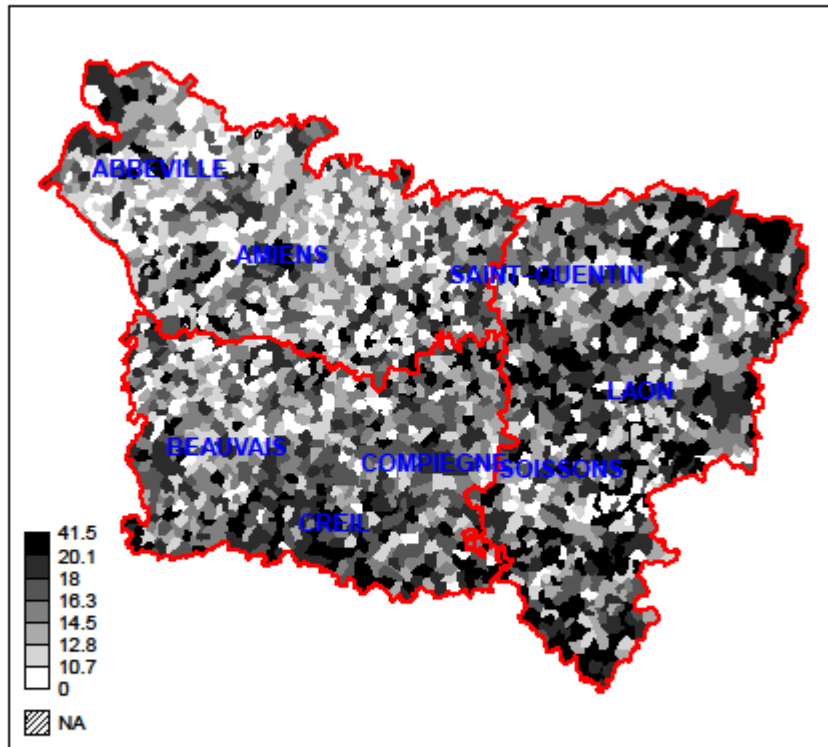 ABBEVILLE
AMIENS
SAINT-QUENTIN
LAON
BEAUVAIS
COMPIEGNE
SOISSONS
CREIL
41.5
20.1
18
16.3
14.5
12.8
10.7
0
NA